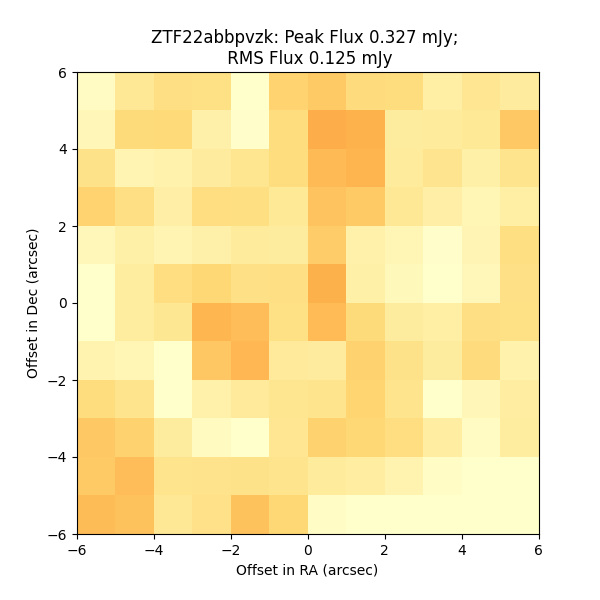 ZTF22abbpvzk: Peak Flux 0.327 mJy;
RMS Flux 0.125 mJy
6
4
2
0
−2
−4
−6
Offset in Dec (arcsec)
−6 −4 −2 0 2 4 6
Offset in RA (arcsec)